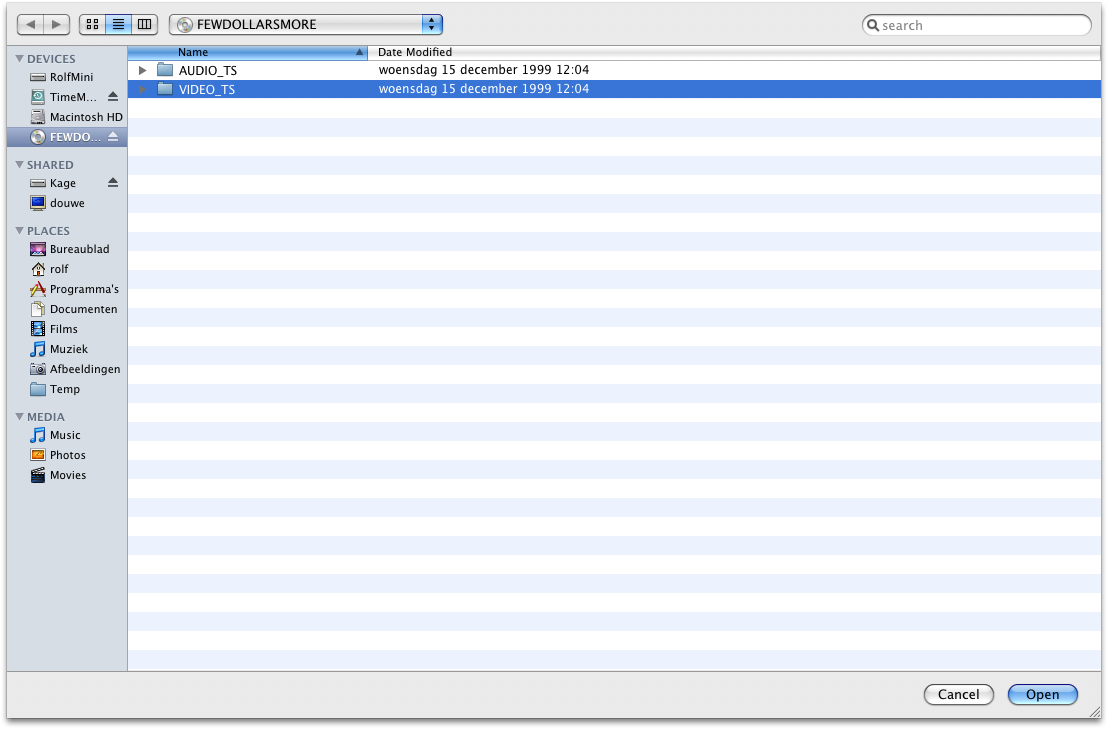 FEWDOLLARSMORE
search
Name Date Modified
DEVICES
RolfMini
TimeM...
Macintosh HD
FEWDO...
SHARED
Kage
douwe
PLACES
Bureaublad
rolf
Programma's
Documenten
Films
Muziek
Afbeeldingen
Temp
MEDIA
Music
Photos
Movies
AUDIO_TS woensdag 15 december 1999 12:04
VIDEO_TS woensdag 15 december 1999 12:04
Cancel Open